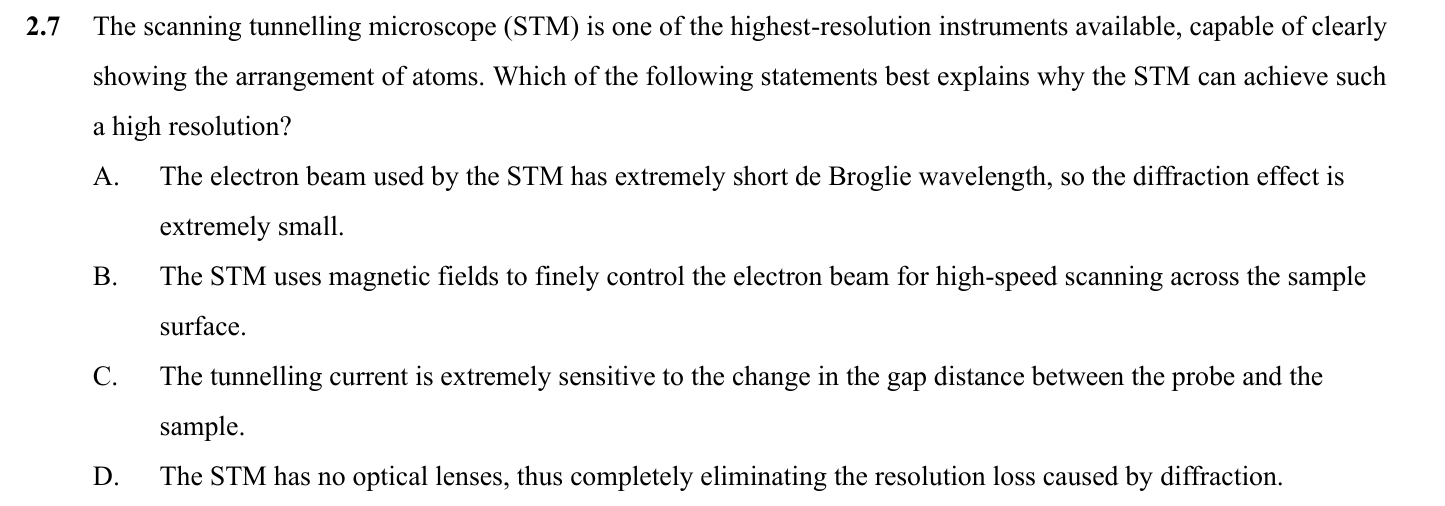 2.7 The scanning tunnelling microscope (STM) is one of the highest-resolution instruments available, capable of clearly
showing the arrangement of atoms. Which of the following statements best explains why the STM can achieve such
a high resolution?
A. The electron beam used by the STM has extremely short de Broglie wavelength, so the diffraction effect is
extremely small.
B. The STM uses magnetic fields to finely control the electron beam for high-speed scanning across the sample
surface.
C. The tunnelling current is extremely sensitive to the change in the gap distance between the probe and the
sample.
D. The STM has no optical lenses, thus completely eliminating the resolution loss caused by diffraction.